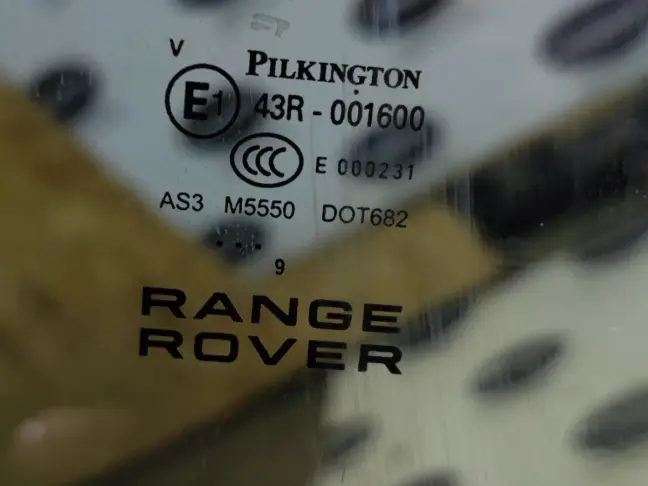 V
PILKINGTON
E1 43R - 001600
CCC E 000231
AS3 M5550 DOT682
... 9
RANGE
ROVER